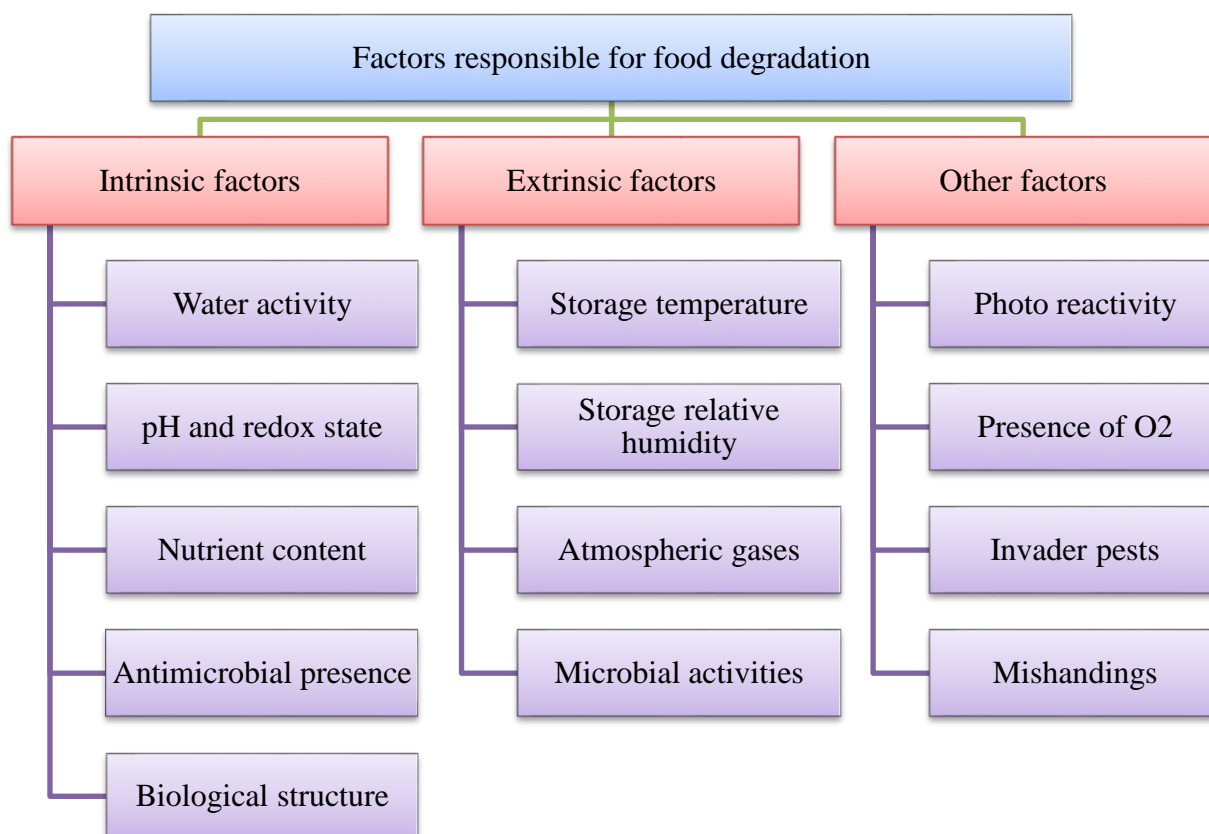 Factors responsible for food degradation
Intrinsic factors
Water activity
pH and redox state
Nutrient content
Antimicrobial presence
Biological structure
Extrinsic factors
Storage temperature
Storage relative
humidity
Atmospheric gases
Microbial activities
Other factors
Photo reactivity
Presence of O2
Invader pests
Mishandings